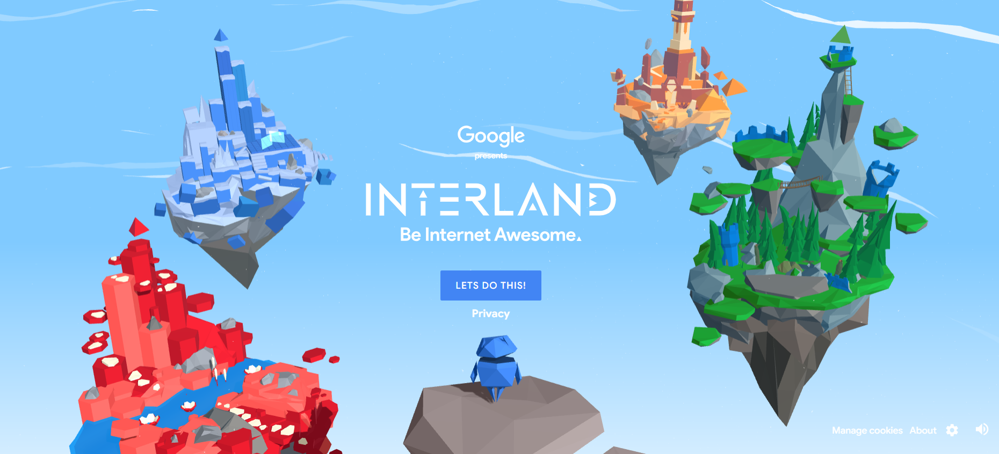 Google
presents
INTERLAND
Be Internet Awesome.
LETS DO THIS!
Privacy
Manage cookies About